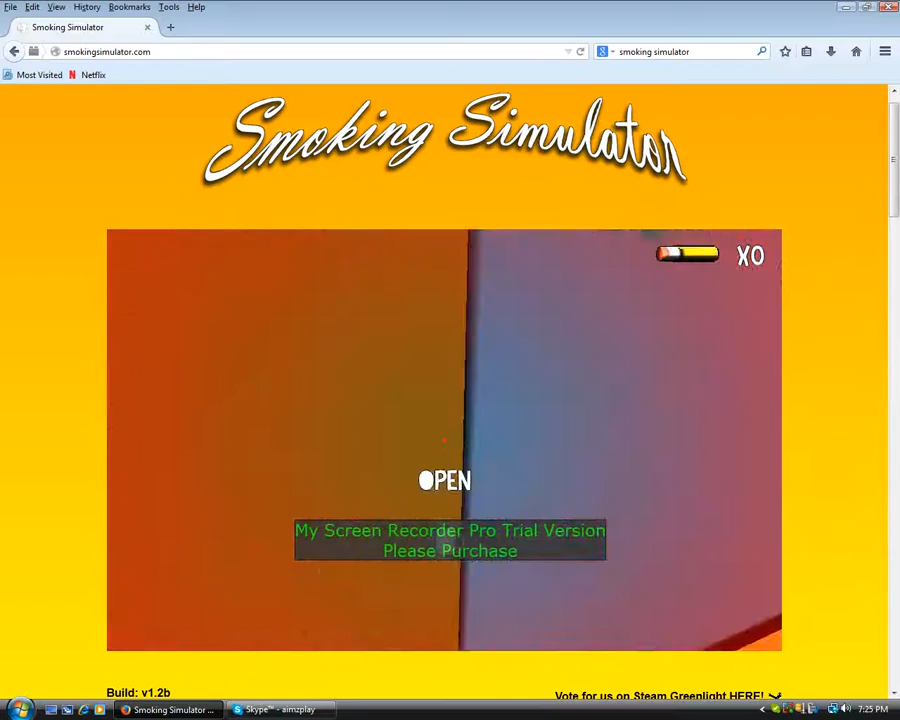 File Edit View History Bookmarks Tools Help
Smoking Simulator
smokingsimulator.com
smoking simulator
Most Visited Netflix
Smoking Simulator
XO
OPEN
My Screen Recorder Pro Trial Version
Please Purchase
Build: v1.2b
Vote for us on Steam Greenlight HERE!
Smoking Simulator ...
Skype™ - aimzplay
7:25 PM